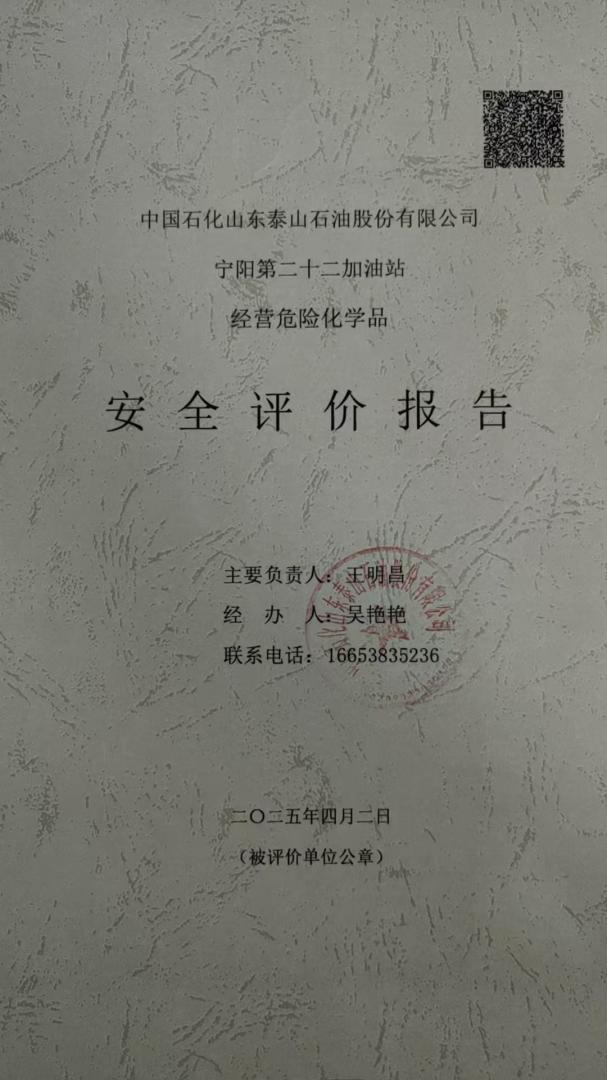 中国石化山东泰山石油股份有限公司
宁阳第二十二加油站
经营危险化学品
安全评价报告
主要负责人：王明昌
经 办 人：吴艳艳
联系电话：16653835236
二〇二五年四月二日
（被评价单位公章）